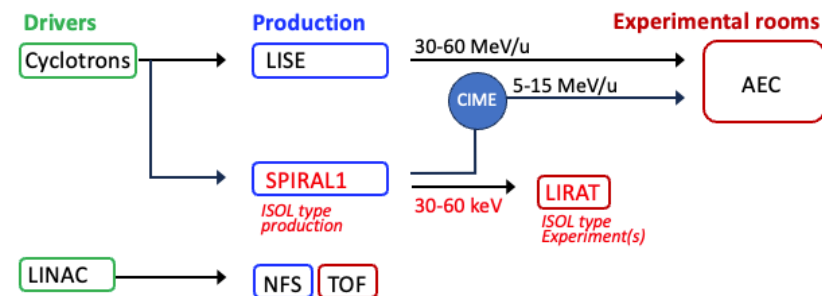 Drivers
Production
Experimental rooms
Cyclotrons
LISE
30-60 MeV/u
AEC
CIME
5-15 MeV/u
SPIRAL1
ISOL type
production
30-60 keV
LIRAT
ISOL type
Experiment(s)
LINAC
NFS
TOF